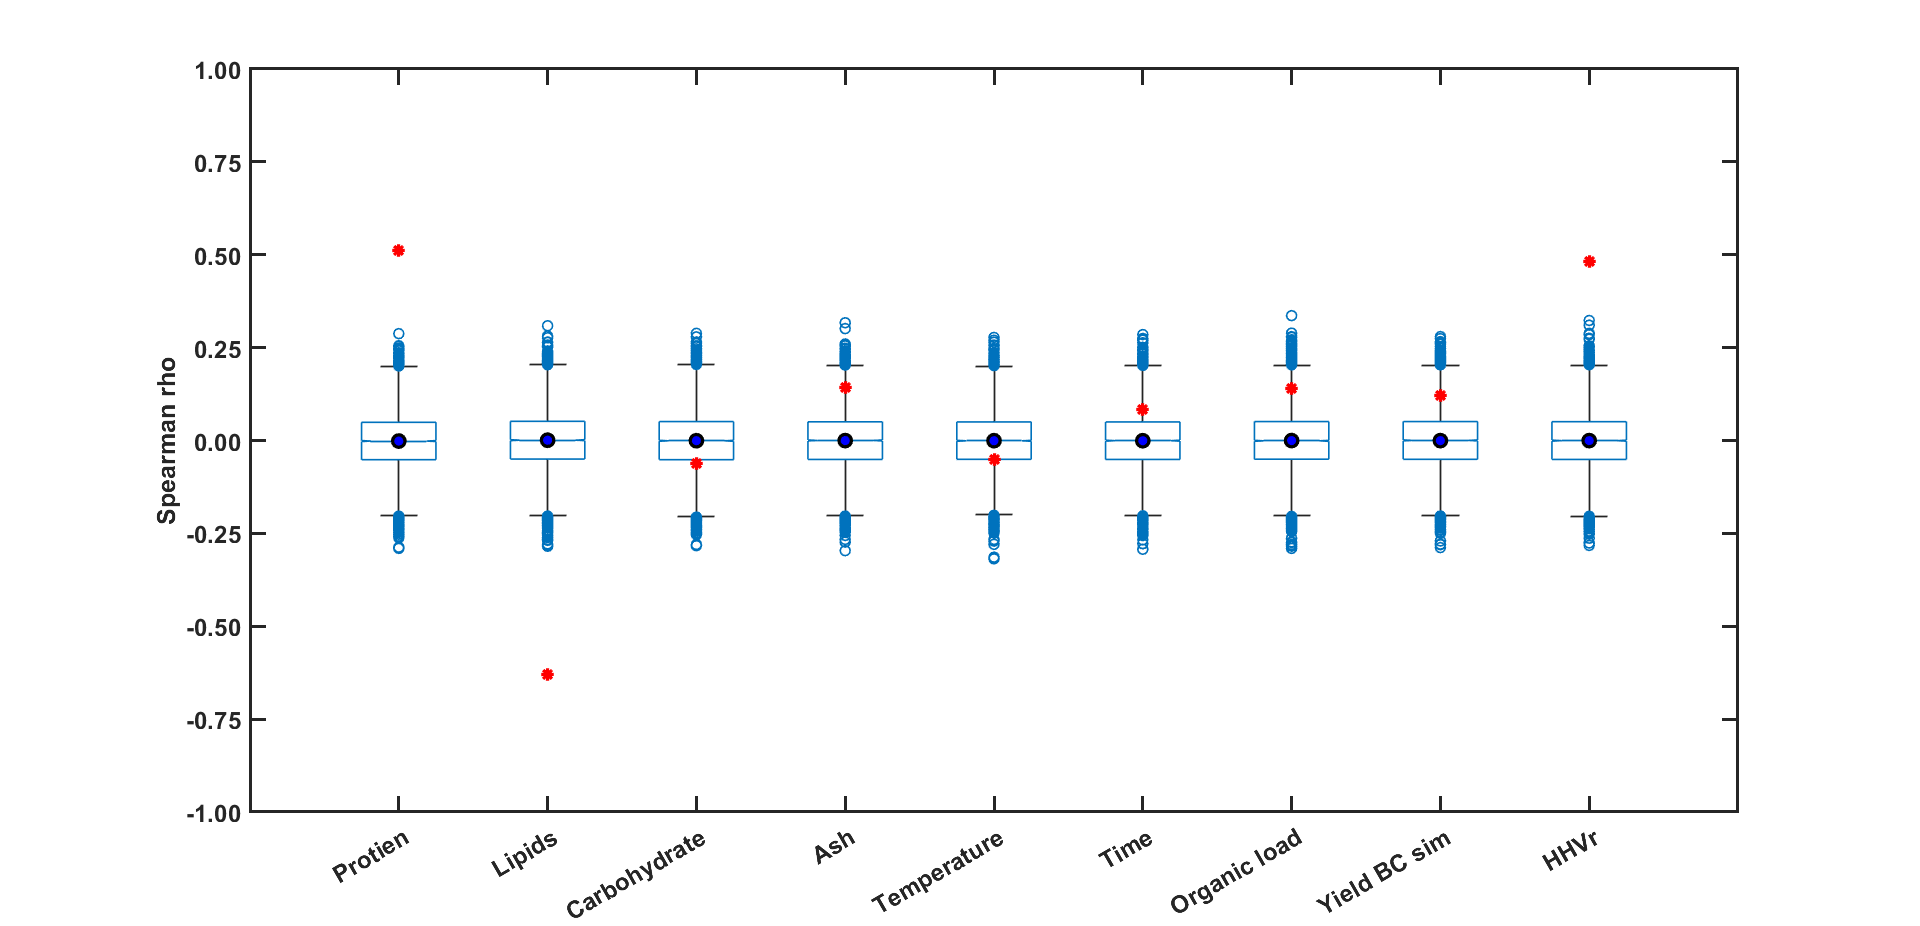 1.00
0.75
0.50
0.25
0.00
-0.25
-0.50
-0.75
-1.00
Spearman rho
Protien
Lipids
Carbohydrate
Ash
Temperature
Time
Organic load
Yield BC sim
HHVr